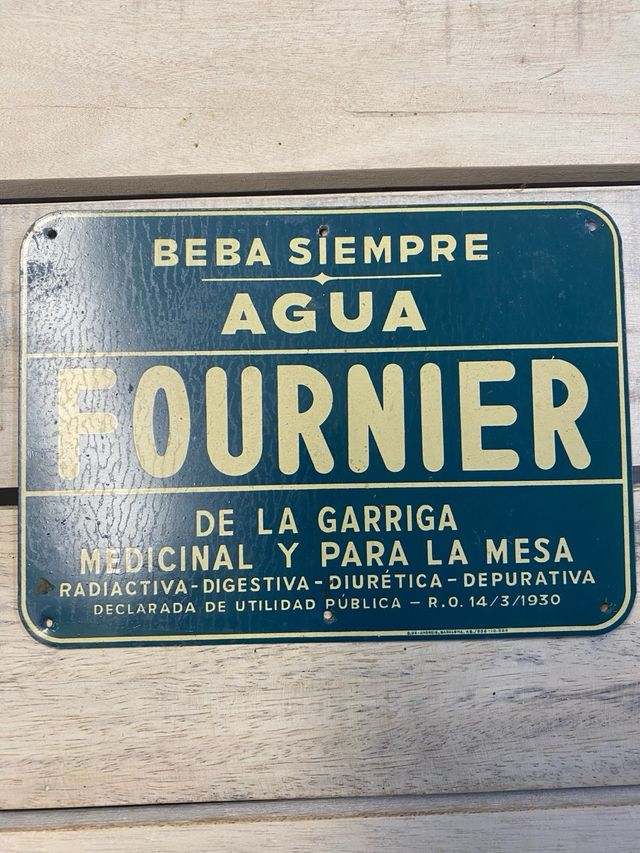 BEBA SIEMPRE
AGUA
FOURNIER
DE LA GARRIGA
MEDICINAL Y PARA LA MESA
RADIACTIVA-DIGESTIVA-DIURÉTICA-DEPURATIVA
DECLARADA DE UTILIDAD PÚBLICA - R.O. 14/3/1930